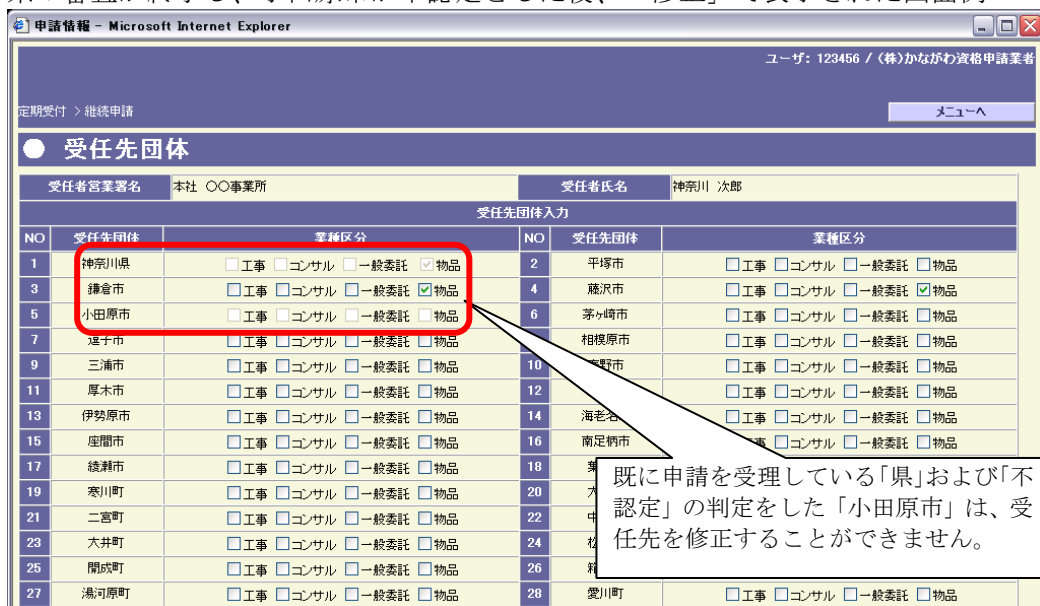 申請情報 - Microsoft Internet Explorer
ユーザ: 123456 / (株)かながわ資格申請業者
定期受付 > 継続申請
メニューへ
● 受任先団体
受任者営業署名 本社 〇〇事業所 受任者氏名 神奈川 次郎
受任先団体入力
NO 受任先団体 業種区分 NO 受任先団体 業種区分
1 神奈川県 工事 コンサル 一般委託 物品 2 平塚市 工事 コンサル 一般委託 物品
3 鎌倉市 工事 コンサル 一般委託 物品 4 藤沢市 工事 コンサル 一般委託 物品
5 小田原市 工事 コンサル 一般委託 物品 6 茅ヶ崎市 工事 コンサル 一般委託 物品
7 逗子市 工事 コンサル 一般委託 物品 相模原市 工事 コンサル 一般委託 物品
9 三浦市 工事 コンサル 一般委託 物品 10 野市 工事 コンサル 一般委託 物品
11 厚木市 工事 コンサル 一般委託 物品 12 工事 コンサル 一般委託 物品
13 伊勢原市 工事 コンサル 一般委託 物品 14 海老名 工事 コンサル 一般委託 物品
15 座間市 工事 コンサル 一般委託 物品 16 南足柄市 工事 コンサル 一般委託 物品
17 綾瀬市 工事 コンサル 一般委託 物品 18
19 寒川町 工事 コンサル 一般委託 物品 20
21 二宮町 工事 コンサル 一般委託 物品 22
23 大井町 工事 コンサル 一般委託 物品 24
25 開成町 工事 コンサル 一般委託 物品 26
27 湯河原町 工事 コンサル 一般委託 物品 28 愛川町 工事 コンサル 一般委託 物品
既に申請を受理している「県」および「不
認定」の判定をした「小田原市」は、受
任先を修正することができません。